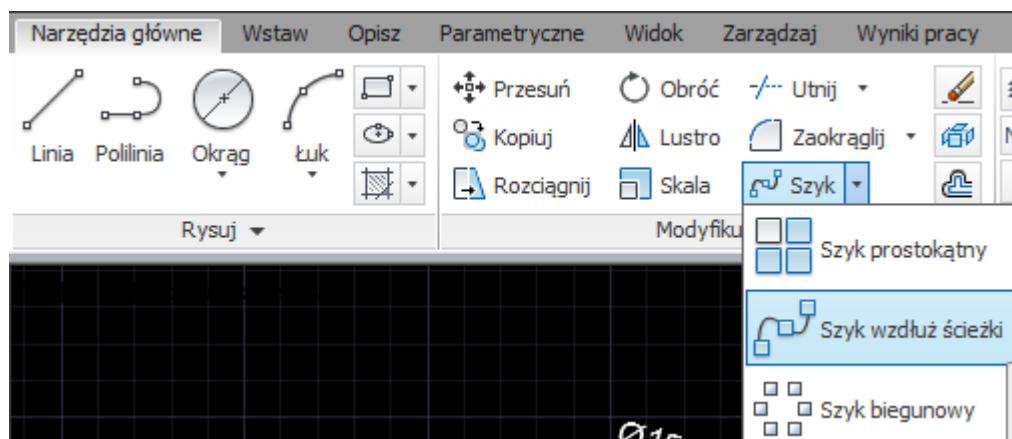 Narzędzia główne Wstaw Opisz Parametryczne Widok Zarządzaj Wyniki pracy
Linia Polilinia Okrąg Łuk
Przesuń Obróć Utnij
Kopiuj Lustro Zaokrąglij
Rozciągnij Skala Szyk
Rysuj
Szyk prostokątny
Szyk wzdłuż ścieżki
Szyk biegunowy